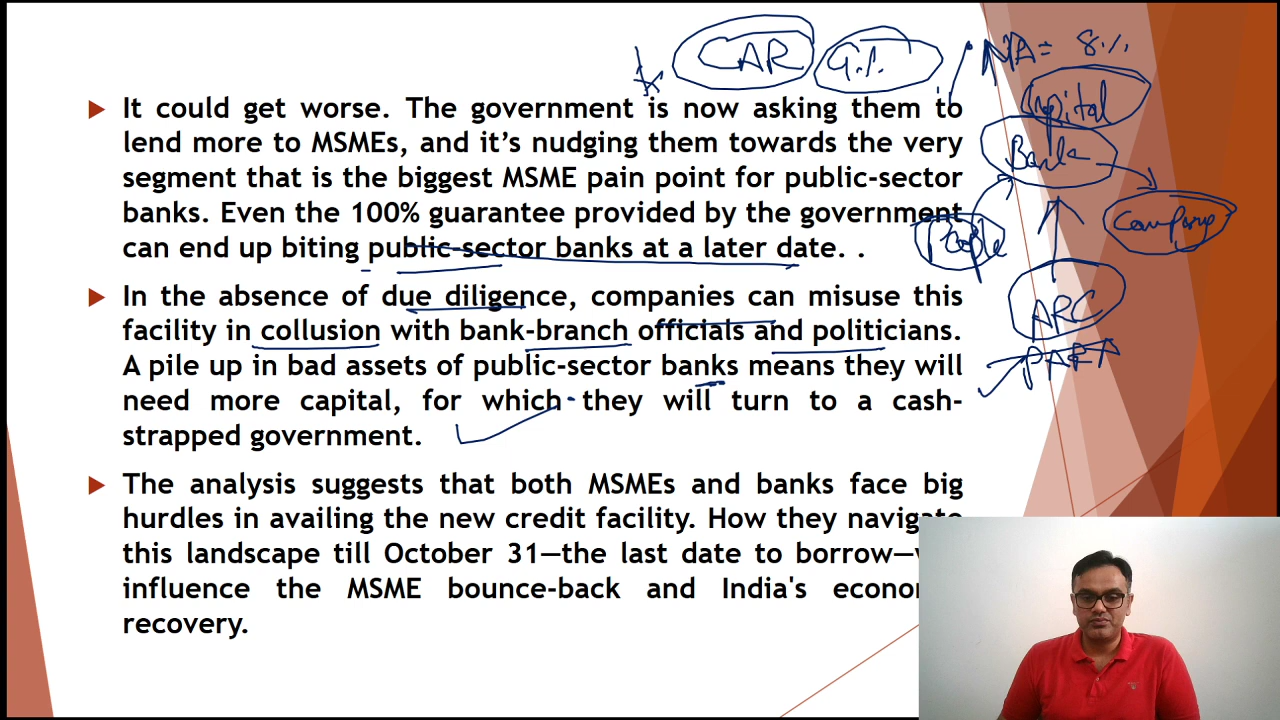 CAR 9% NPA = 8%
Capital
Bank
People
Company
ARC
PARA
It could get worse. The government is now asking them to
lend more to MSMEs, and it’s nudging them towards the very
segment that is the biggest MSME pain point for public-sector
banks. Even the 100% guarantee provided by the government
can end up biting public-sector banks at a later date. .
In the absence of due diligence, companies can misuse this
facility in collusion with bank-branch officials and politicians.
A pile up in bad assets of public-sector banks means they will
need more capital, for which they will turn to a cash-
strapped government.
The analysis suggests that both MSMEs and banks face big
hurdles in availing the new credit facility. How they navigate
this landscape till October 31—the last date to borrow—
influence the MSME bounce-back and India's
recovery.